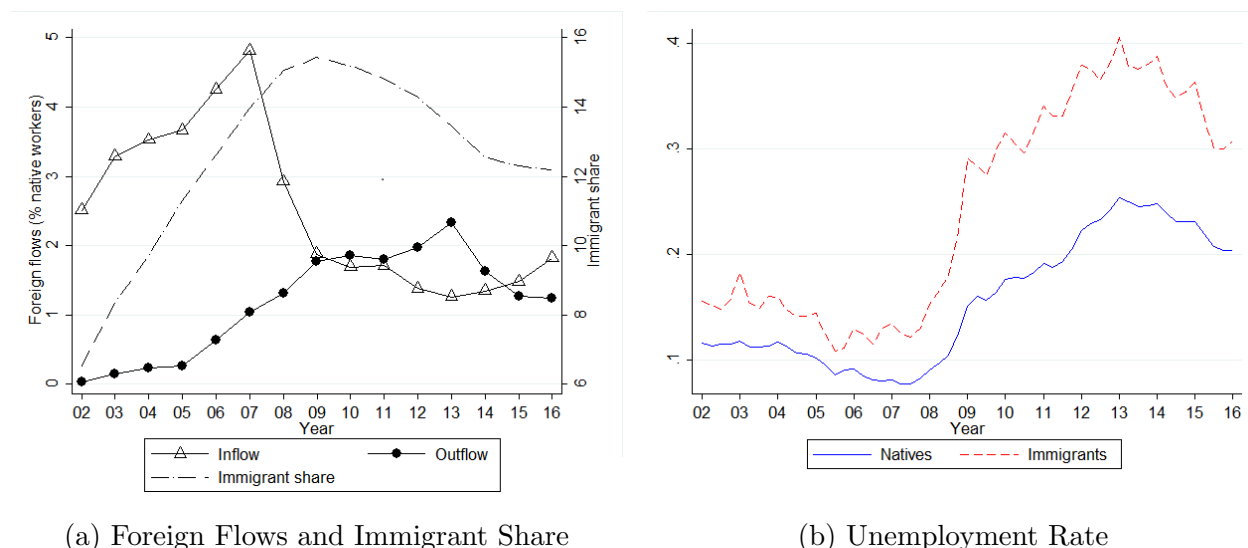 Foreign flows (% native workers)
0 1 2 3 4 5
6 8 10 12 14 16
Immigrant share
02 03 04 05 06 07 08 09 10 11 12 13 14 15 16
Year
Inflow Outflow
Immigrant share
(a) Foreign Flows and Immigrant Share
.1 .2 .3 .4
02 03 04 05 06 07 08 09 10 11 12 13 14 15 16
Year
Natives Immigrants
(b) Unemployment Rate